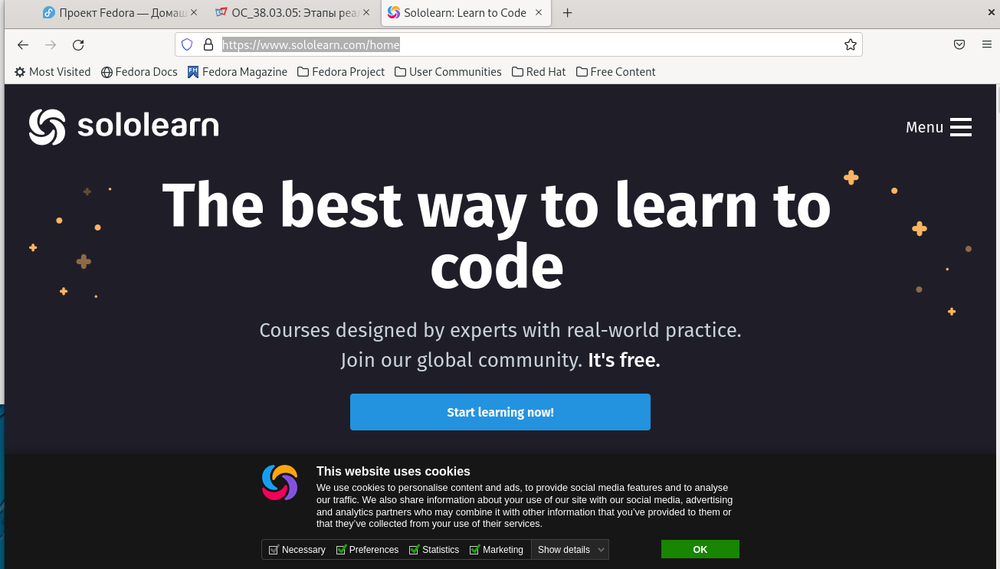 Проект Fedora — Домаш
ОС_38.03.05: Этапы реа
Sololearn: Learn to Code
https://www.sololearn.com/home
Most Visited
Fedora Docs
Fedora Magazine
Fedora Project
User Communities
Red Hat
Free Content
sololearn
Menu
The best way to learn to
code
Courses designed by experts with real-world practice.
Join our global community. It's free.
Start learning now!
This website uses cookies
We use cookies to personalise content and ads, to provide social media features and to analyse
our traffic. We also share information about your use of our site with our social media, advertising
and analytics partners who may combine it with other information that you’ve provided to them or
that they’ve collected from your use of their services.
Necessary
Preferences
Statistics
Marketing
Show details
OK